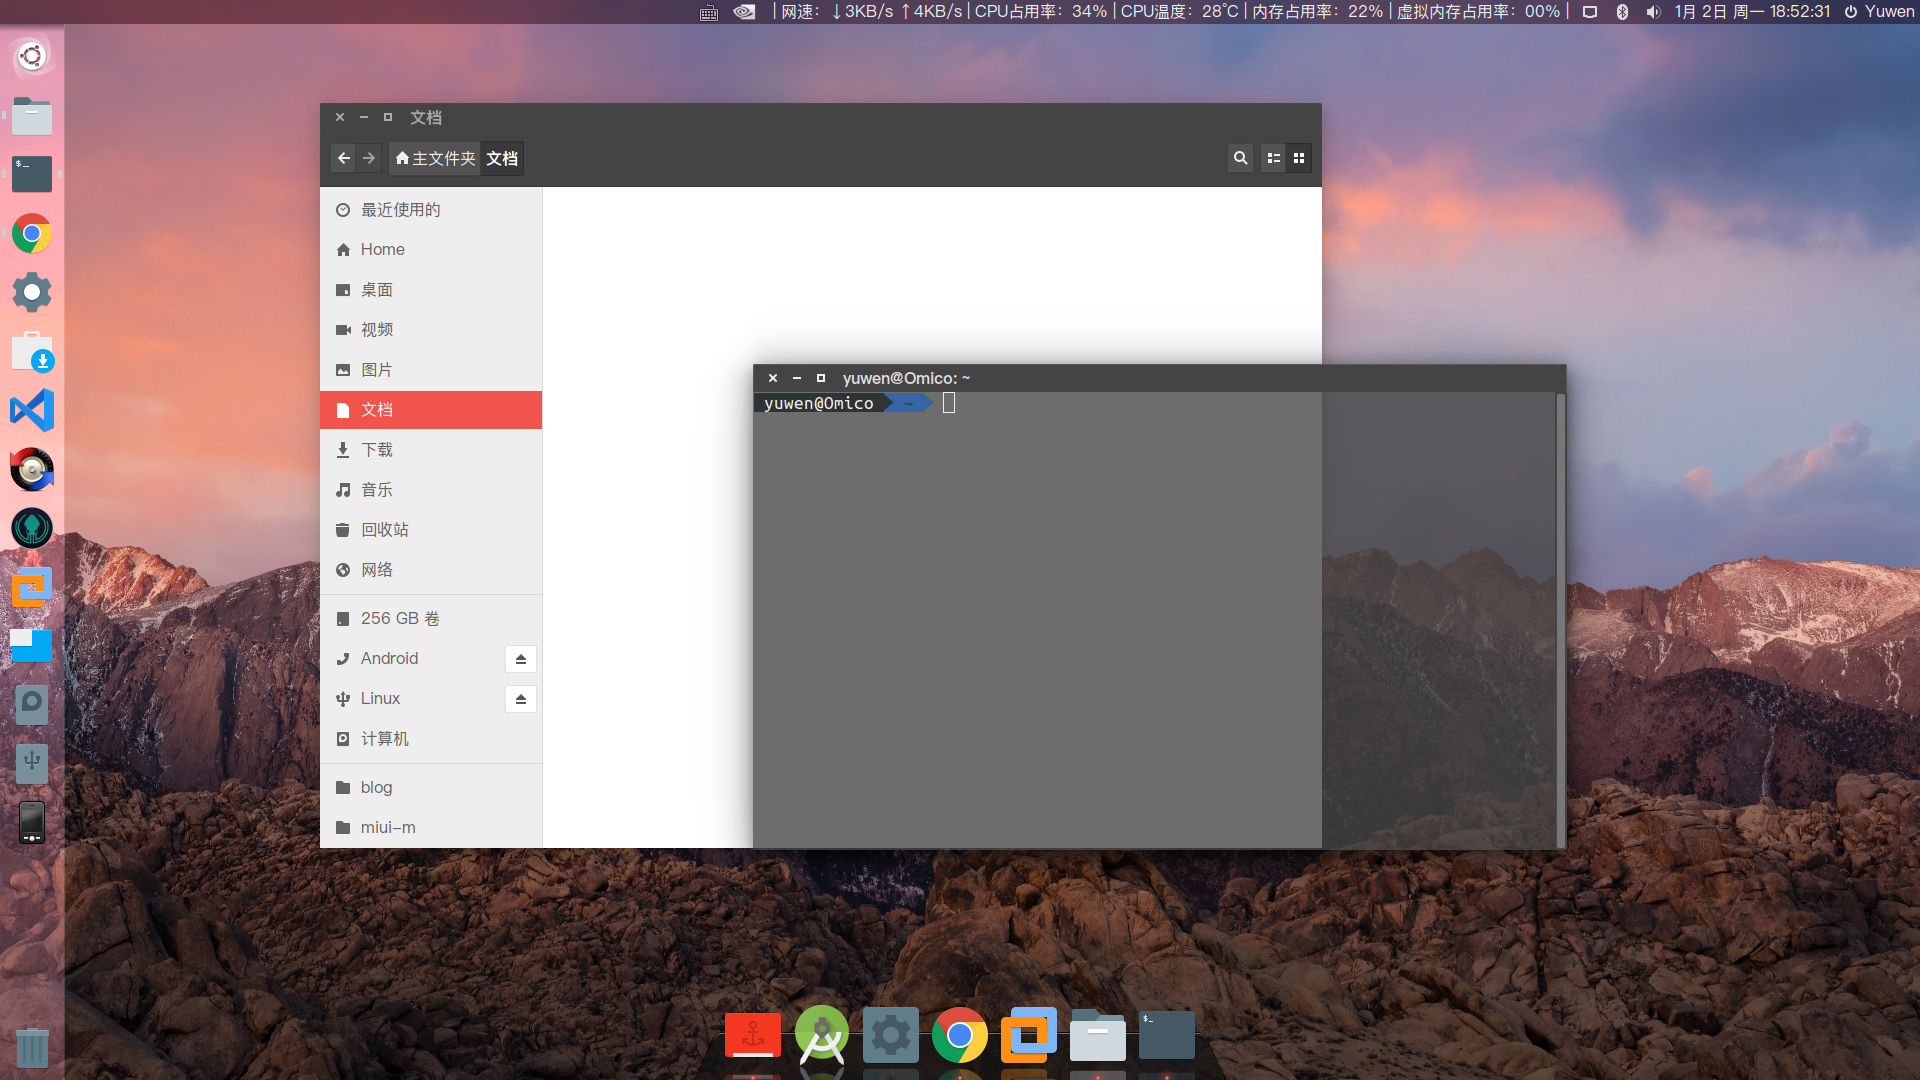 | 网速：↓3KB/s ↑4KB/s | CPU占用率：34% | CPU温度：28℃ | 内存占用率：22% | 虚拟内存占用率：00% | 1月 2日 周一 18:52:31 Yuwen
文档
主文件夹 文档
最近使用的
Home
桌面
视频
图片
文档
下载
音乐
回收站
网络
256 GB 卷
Android
Linux
计算机
blog
miui-m
yuwen@Omico: ~
yuwen@Omico ~
$_
$_